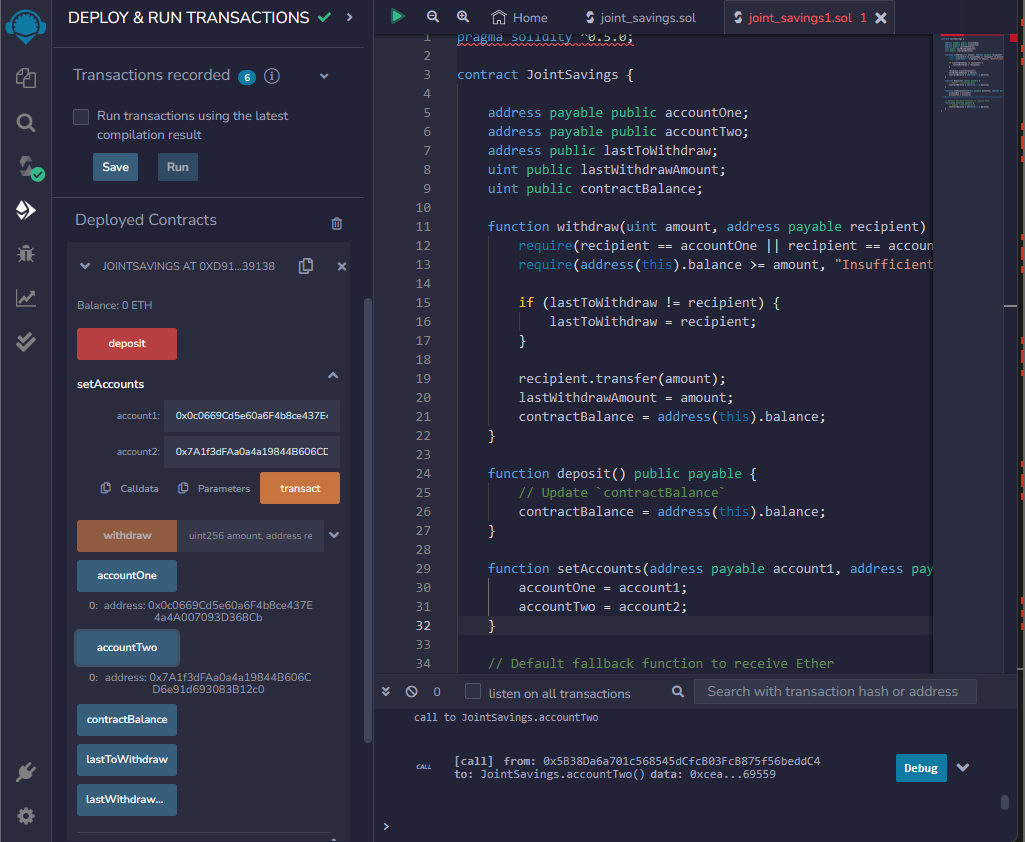 DEPLOY & RUN TRANSACTIONS
Transactions recorded 6 i
Run transactions using the latest
compilation result
Save Run
Deployed Contracts
JOINTSAVINGS AT 0XD91...39138
Balance: 0 ETH
deposit
setAccounts
account1: 0x0c0669Cd5e60a6F4b8ce437E4
account2: 0x7A1f3dFAa0a4a19844B606CD
Calldata Parameters transact
withdraw uint256 amount, address re
accountOne
0: address: 0x0c0669Cd5e60a6F4b8ce437E
4a4A007093D368Cb
accountTwo
0: address: 0x7A1f3dFAa0a4a19844B606C
D6e91d693083B12c0
contractBalance
lastToWithdraw
lastWithdraw...
Home joint_savings.sol joint_savings1.sol 1
1 pragma solidity ^0.5.0;
2
3 contract JointSavings {
4
5 address payable public accountOne;
6 address payable public accountTwo;
7 address public lastToWithdraw;
8 uint public lastWithdrawAmount;
9 uint public contractBalance;
10
11 function withdraw(uint amount, address payable recipient)
12 require(recipient == accountOne || recipient == accoun
13 require(address(this).balance >= amount, "Insufficient
14
15 if (lastToWithdraw != recipient) {
16 lastToWithdraw = recipient;
17 }
18
19 recipient.transfer(amount);
20 lastWithdrawAmount = amount;
21 contractBalance = address(this).balance;
22 }
23
24 function deposit() public payable {
25 // Update `contractBalance`
26 contractBalance = address(this).balance;
27 }
28
29 function setAccounts(address payable account1, address pay
30 accountOne = account1;
31 accountTwo = account2;
32 }
33
34 // Default fallback function to receive Ether
0 listen on all transactions Search with transaction hash or address
call to JointSavings.accountTwo
CALL [call] from: 0x5B38Da6a701c568545dCfcB03FcB875f56beddC4
to: JointSavings.accountTwo() data: 0xcea...69559
Debug
>